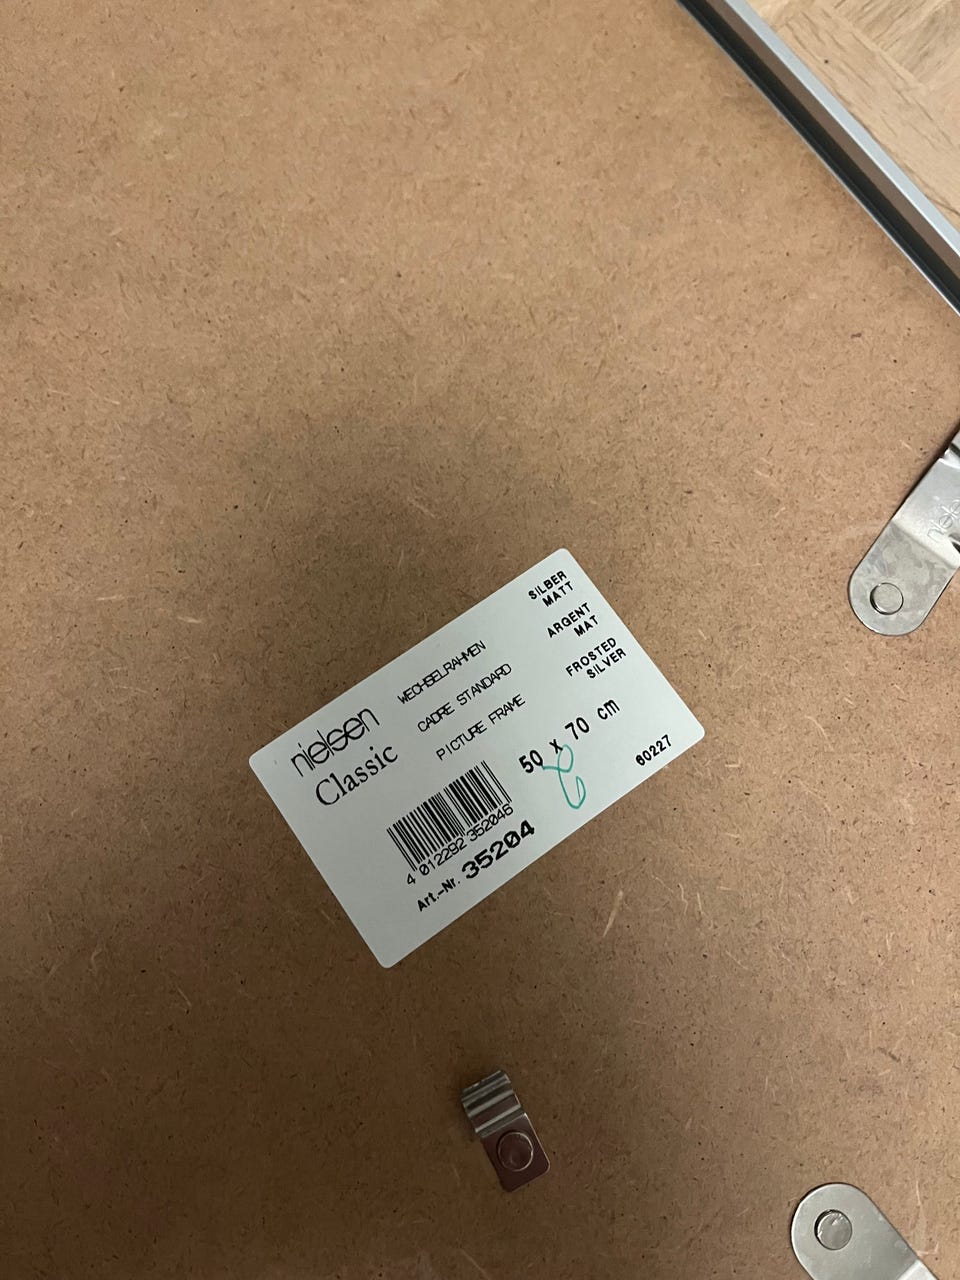 nielsen
Classic
WECHSELRAHMEN
CADRE STANDARD
PICTURE FRAME
SILBER
MATT
ARGENT
MAT
FROSTED
SILVER
50 x 70 cm
60227
4 012292 352046
Art.-Nr. 35204